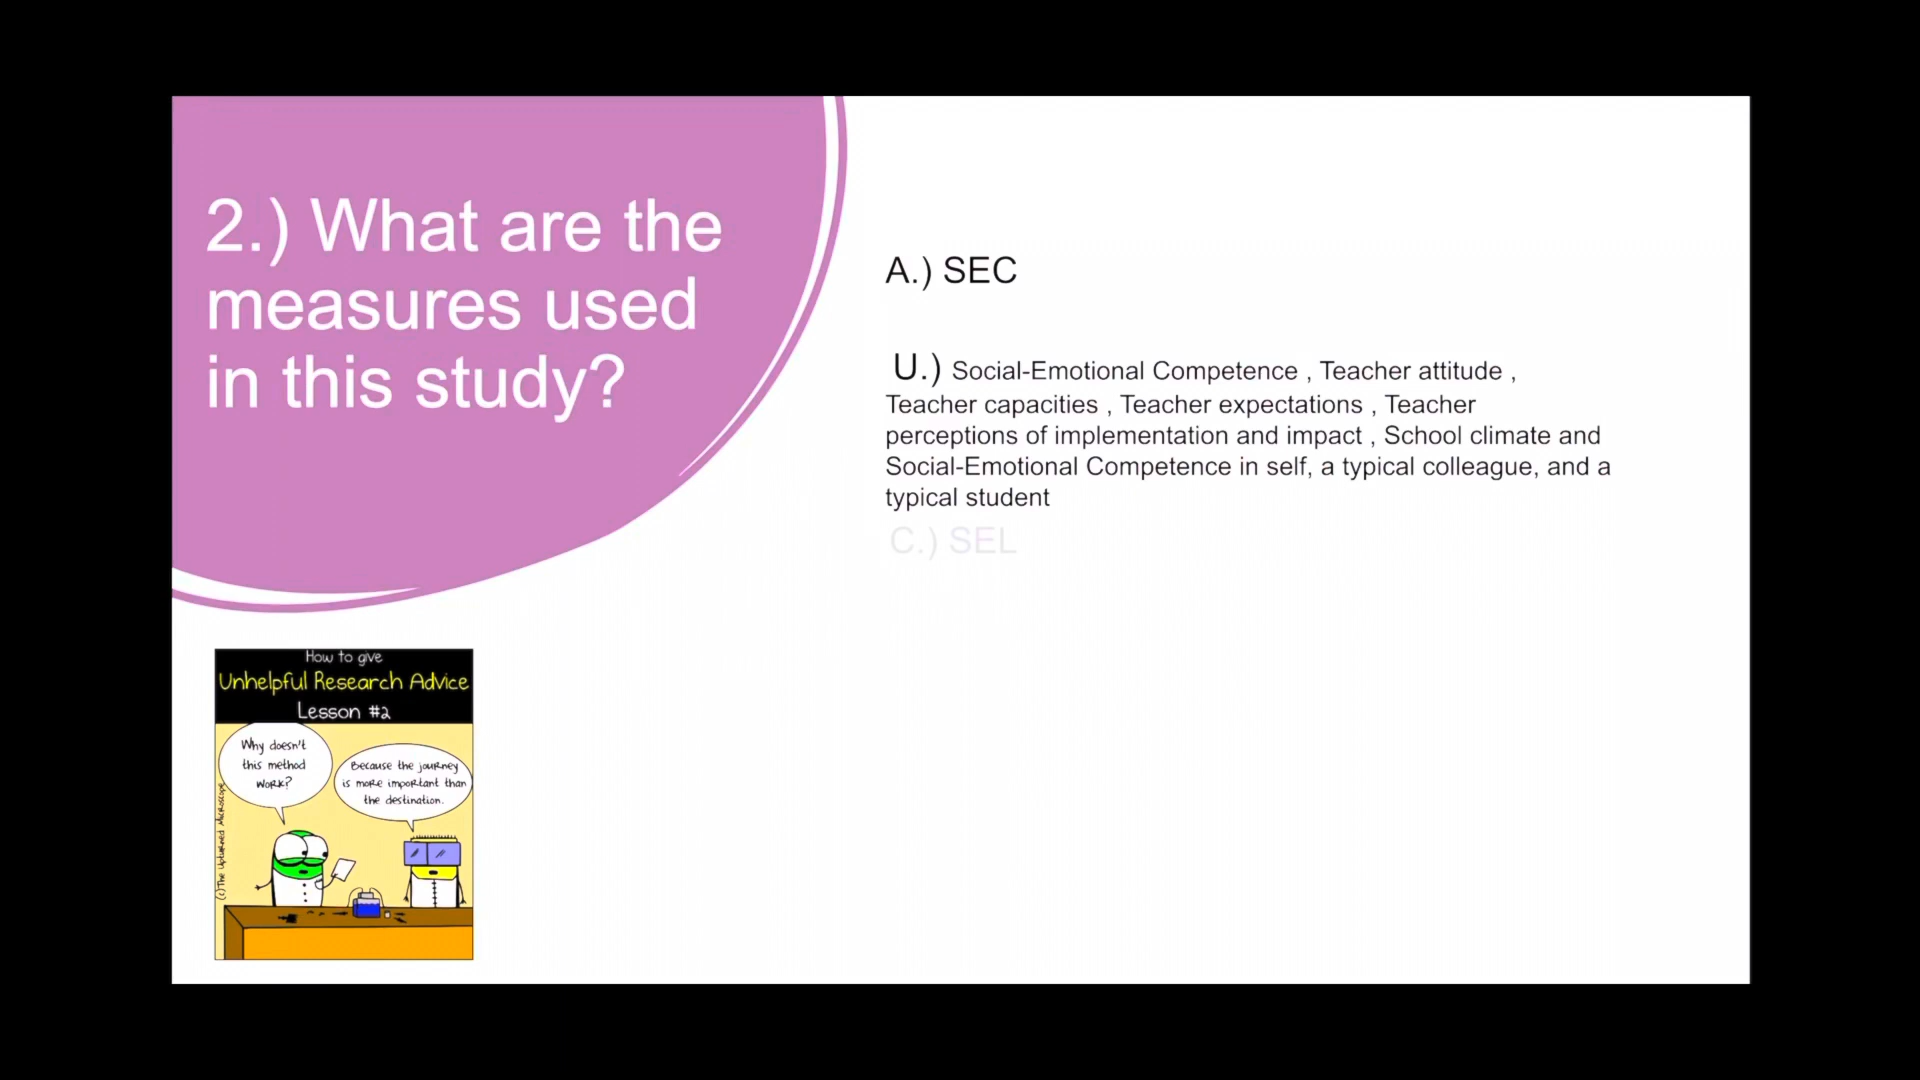 2.) What are the
measures used
in this study?
A.) SEC
U.) Social-Emotional Competence , Teacher attitude ,
Teacher capacities , Teacher expectations , Teacher
perceptions of implementation and impact , School climate and
Social-Emotional Competence in self, a typical colleague, and a
typical student
C.) SEL
How to give
Unhelpful Research Advice
Lesson #2
Why doesn't
this method
work?
Because the journey
is more important than
the destination.
(c)The Upturned Microscope